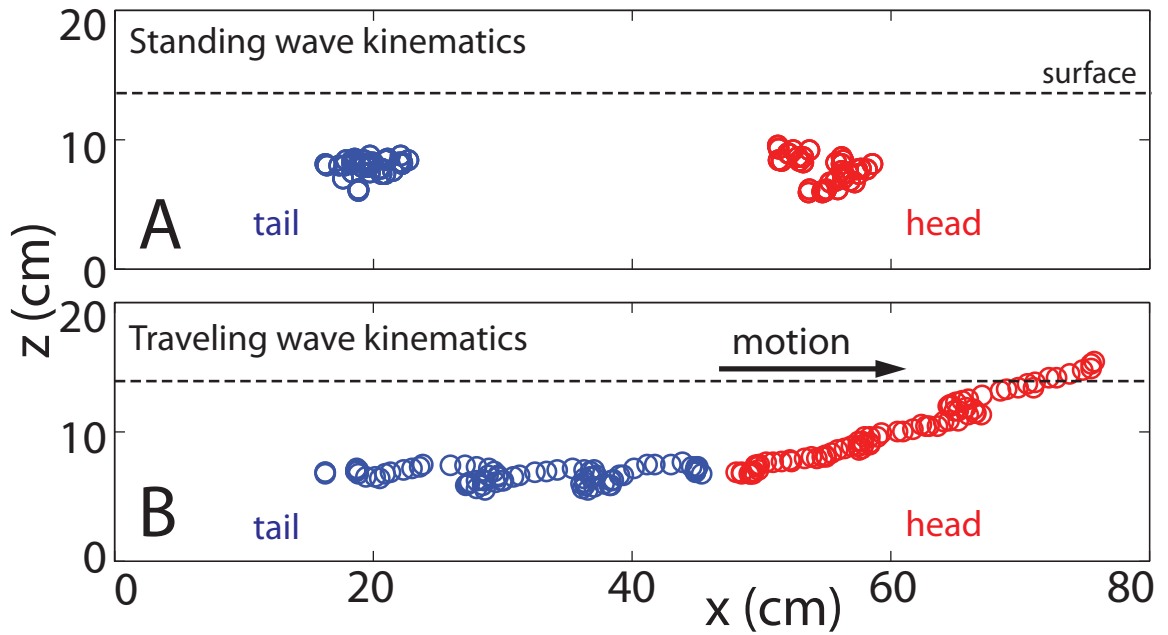 20
Standing wave kinematics
surface
10
A
tail
head
0
z (cm)
20
Traveling wave kinematics
motion
10
B
tail
head
0
0
20
40
60
80
x (cm)